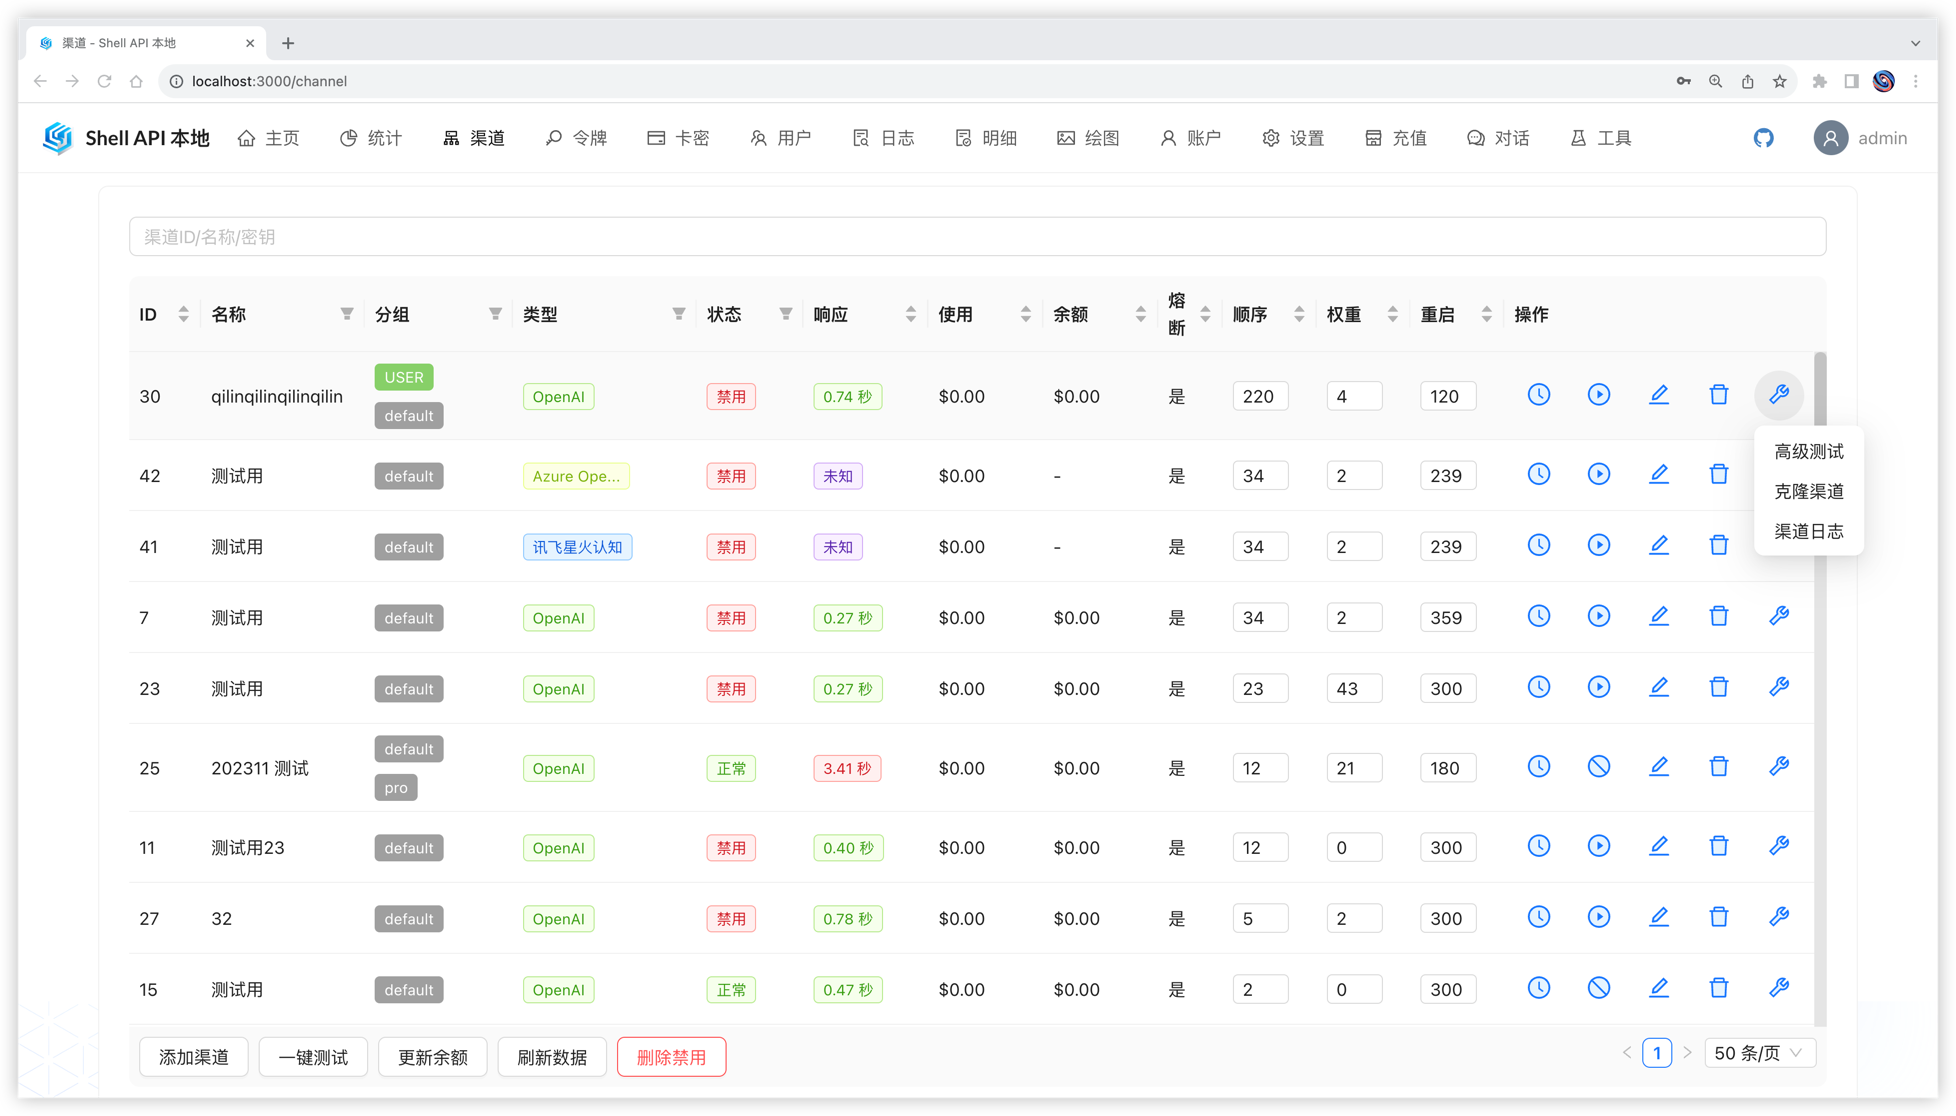 渠道 - Shell API 本地
localhost:3000/channel
Shell API 本地 主页 统计 渠道 令牌 卡密 用户 日志 明细 绘图 账户 设置 充值 对话 工具 admin
渠道ID/名称/密钥
ID 名称 分组 类型 状态 响应 使用 余额 熔断 顺序 权重 重启 操作
30 qilinqilinqilinqilin USER default OpenAI 禁用 0.74 秒 $0.00 $0.00 是 220 4 120
高级测试
克隆渠道
渠道日志
42 测试用 default Azure Ope... 禁用 未知 $0.00 - 是 34 2 239
41 测试用 default 讯飞星火认知 禁用 未知 $0.00 - 是 34 2 239
7 测试用 default OpenAI 禁用 0.27 秒 $0.00 $0.00 是 34 2 359
23 测试用 default OpenAI 禁用 0.27 秒 $0.00 $0.00 是 23 43 300
25 202311 测试 default pro OpenAI 正常 3.41 秒 $0.00 $0.00 是 12 21 180
11 测试用23 default OpenAI 禁用 0.40 秒 $0.00 $0.00 是 12 0 300
27 32 default OpenAI 禁用 0.78 秒 $0.00 $0.00 是 5 2 300
15 测试用 default OpenAI 正常 0.47 秒 $0.00 $0.00 是 2 0 300
添加渠道 一键测试 更新余额 刷新数据 删除禁用 1 50 条/页